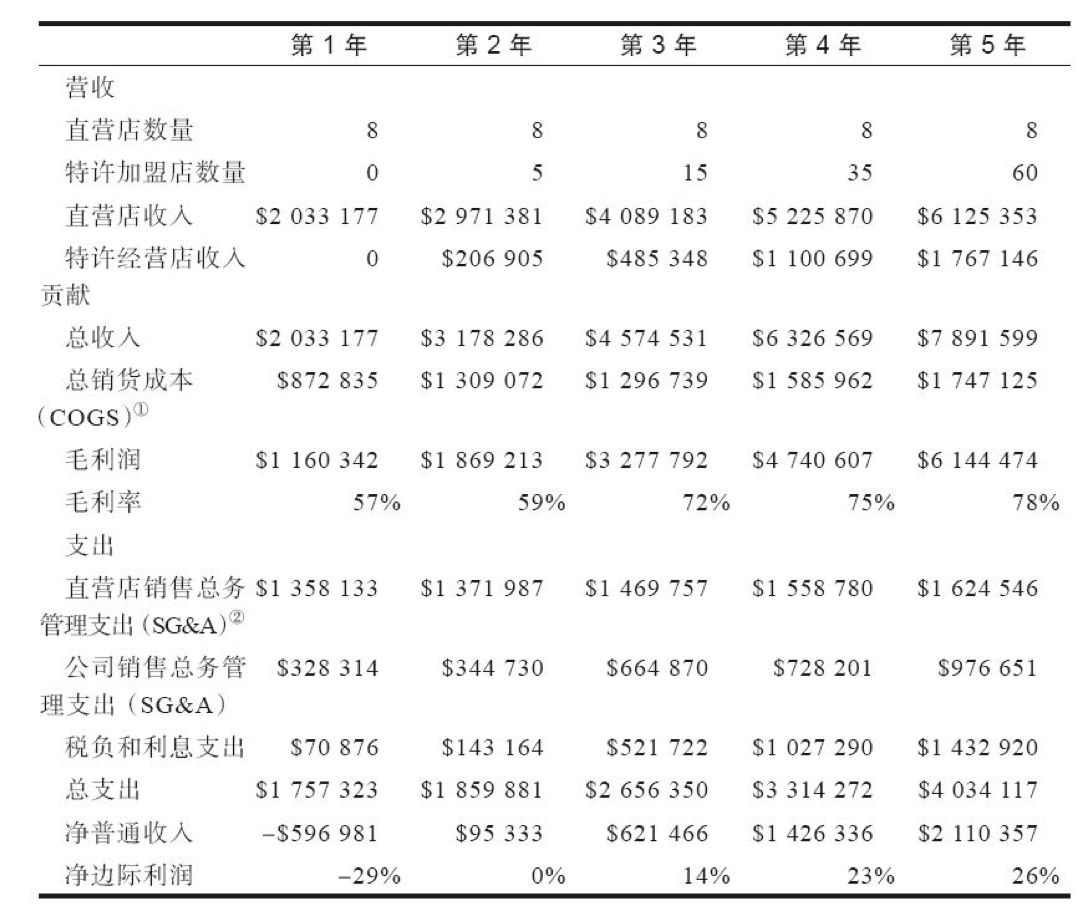 第 1 年 第 2 年 第 3 年 第 4 年 第 5 年
营收
直营店数量 8 8 8 8 8
特许加盟店数量 0 5 15 35 60
直营店收入 $2 033 177 $2 971 381 $4 089 183 $5 225 870 $6 125 353
特许经营店收入 0 $206 905 $485 348 $1 100 699 $1 767 146
贡献
总收入 $2 033 177 $3 178 286 $4 574 531 $6 326 569 $7 891 599
总销货成本 $872 835 $1 309 072 $1 296 739 $1 585 962 $1 747 125
(COGS)①
毛利润 $1 160 342 $1 869 213 $3 277 792 $4 740 607 $6 144 474
毛利率 57% 59% 72% 75% 78%
支出
直营店销售总务 $1 358 133 $1 371 987 $1 469 757 $1 558 780 $1 624 546
管理支出(SG&A)②
公司销售总务管 $328 314 $344 730 $664 870 $728 201 $976 651
理支出(SG&A)
税负和利息支出 $70 876 $143 164 $521 722 $1 027 290 $1 432 920
总支出 $1 757 323 $1 859 881 $2 656 350 $3 314 272 $4 034 117
净普通收入 –$596 981 $95 333 $621 466 $1 426 336 $2 110 357
净边际利润 –29% 0% 14% 23% 26%